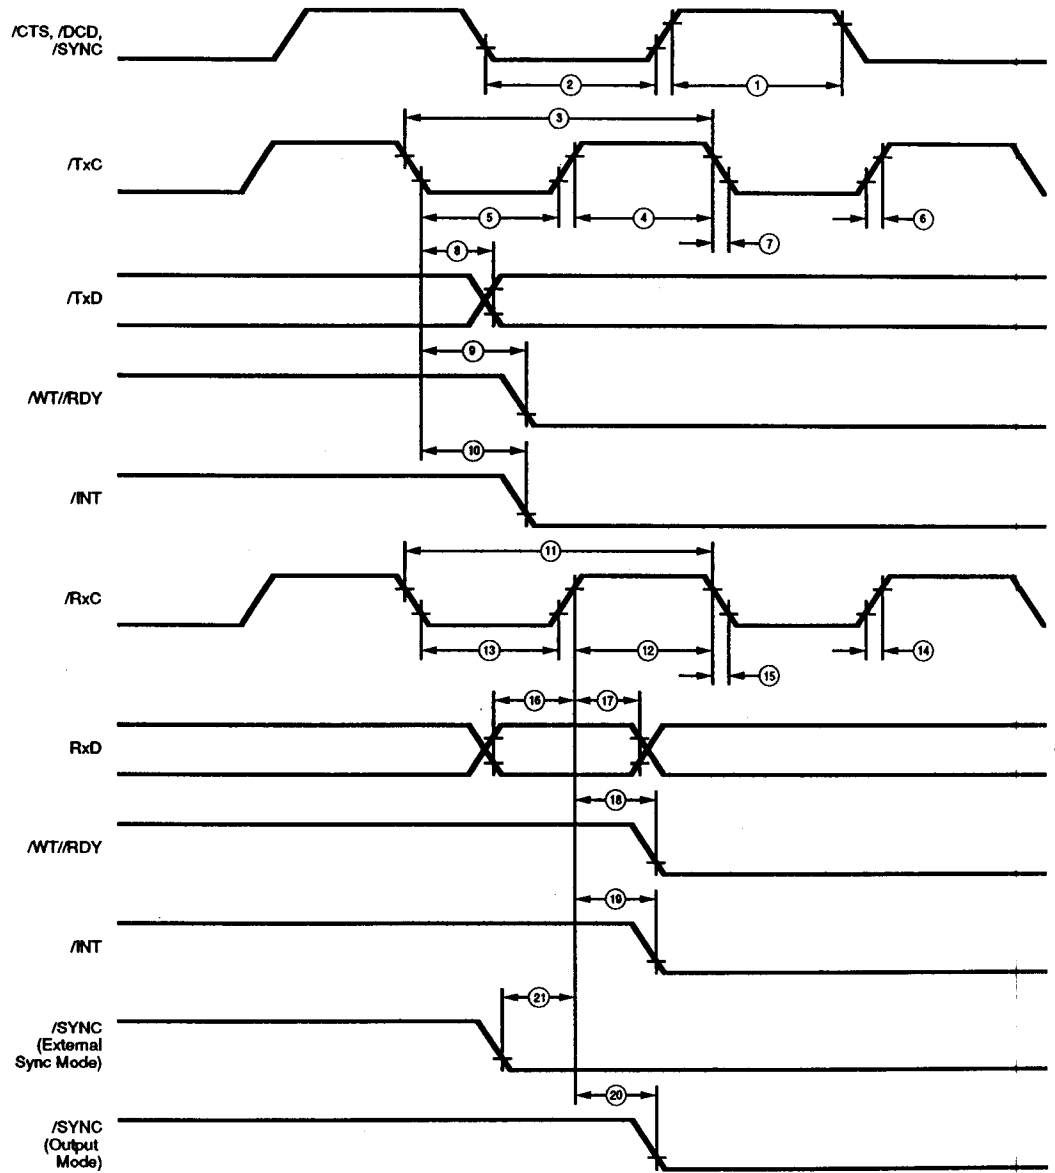 /CTS, /DCD,
/SYNC
2
1
3
/TxC
5
4
6
7
8
/TxD
9
/WT//RDY
10
/INT
11
/RxC
13
12
14
15
16
17
RxD
18
/WT//RDY
19
/INT
21
/SYNC
(External
Sync Mode)
20
/SYNC
(Output
Mode)